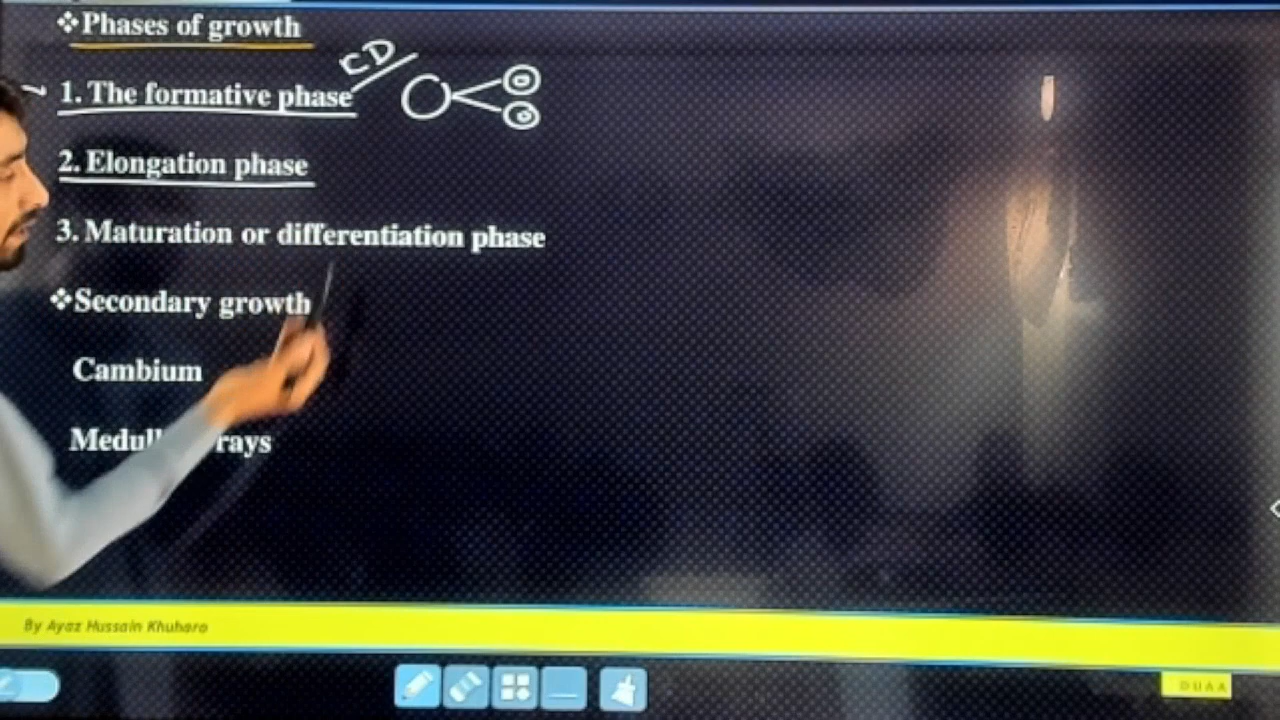 ❖Phases of growth
CD
1. The formative phase
2. Elongation phase
3. Maturation or differentiation phase
❖Secondary growth
Cambium
rays
By Ayaz Hussain Khuharo
DUAA